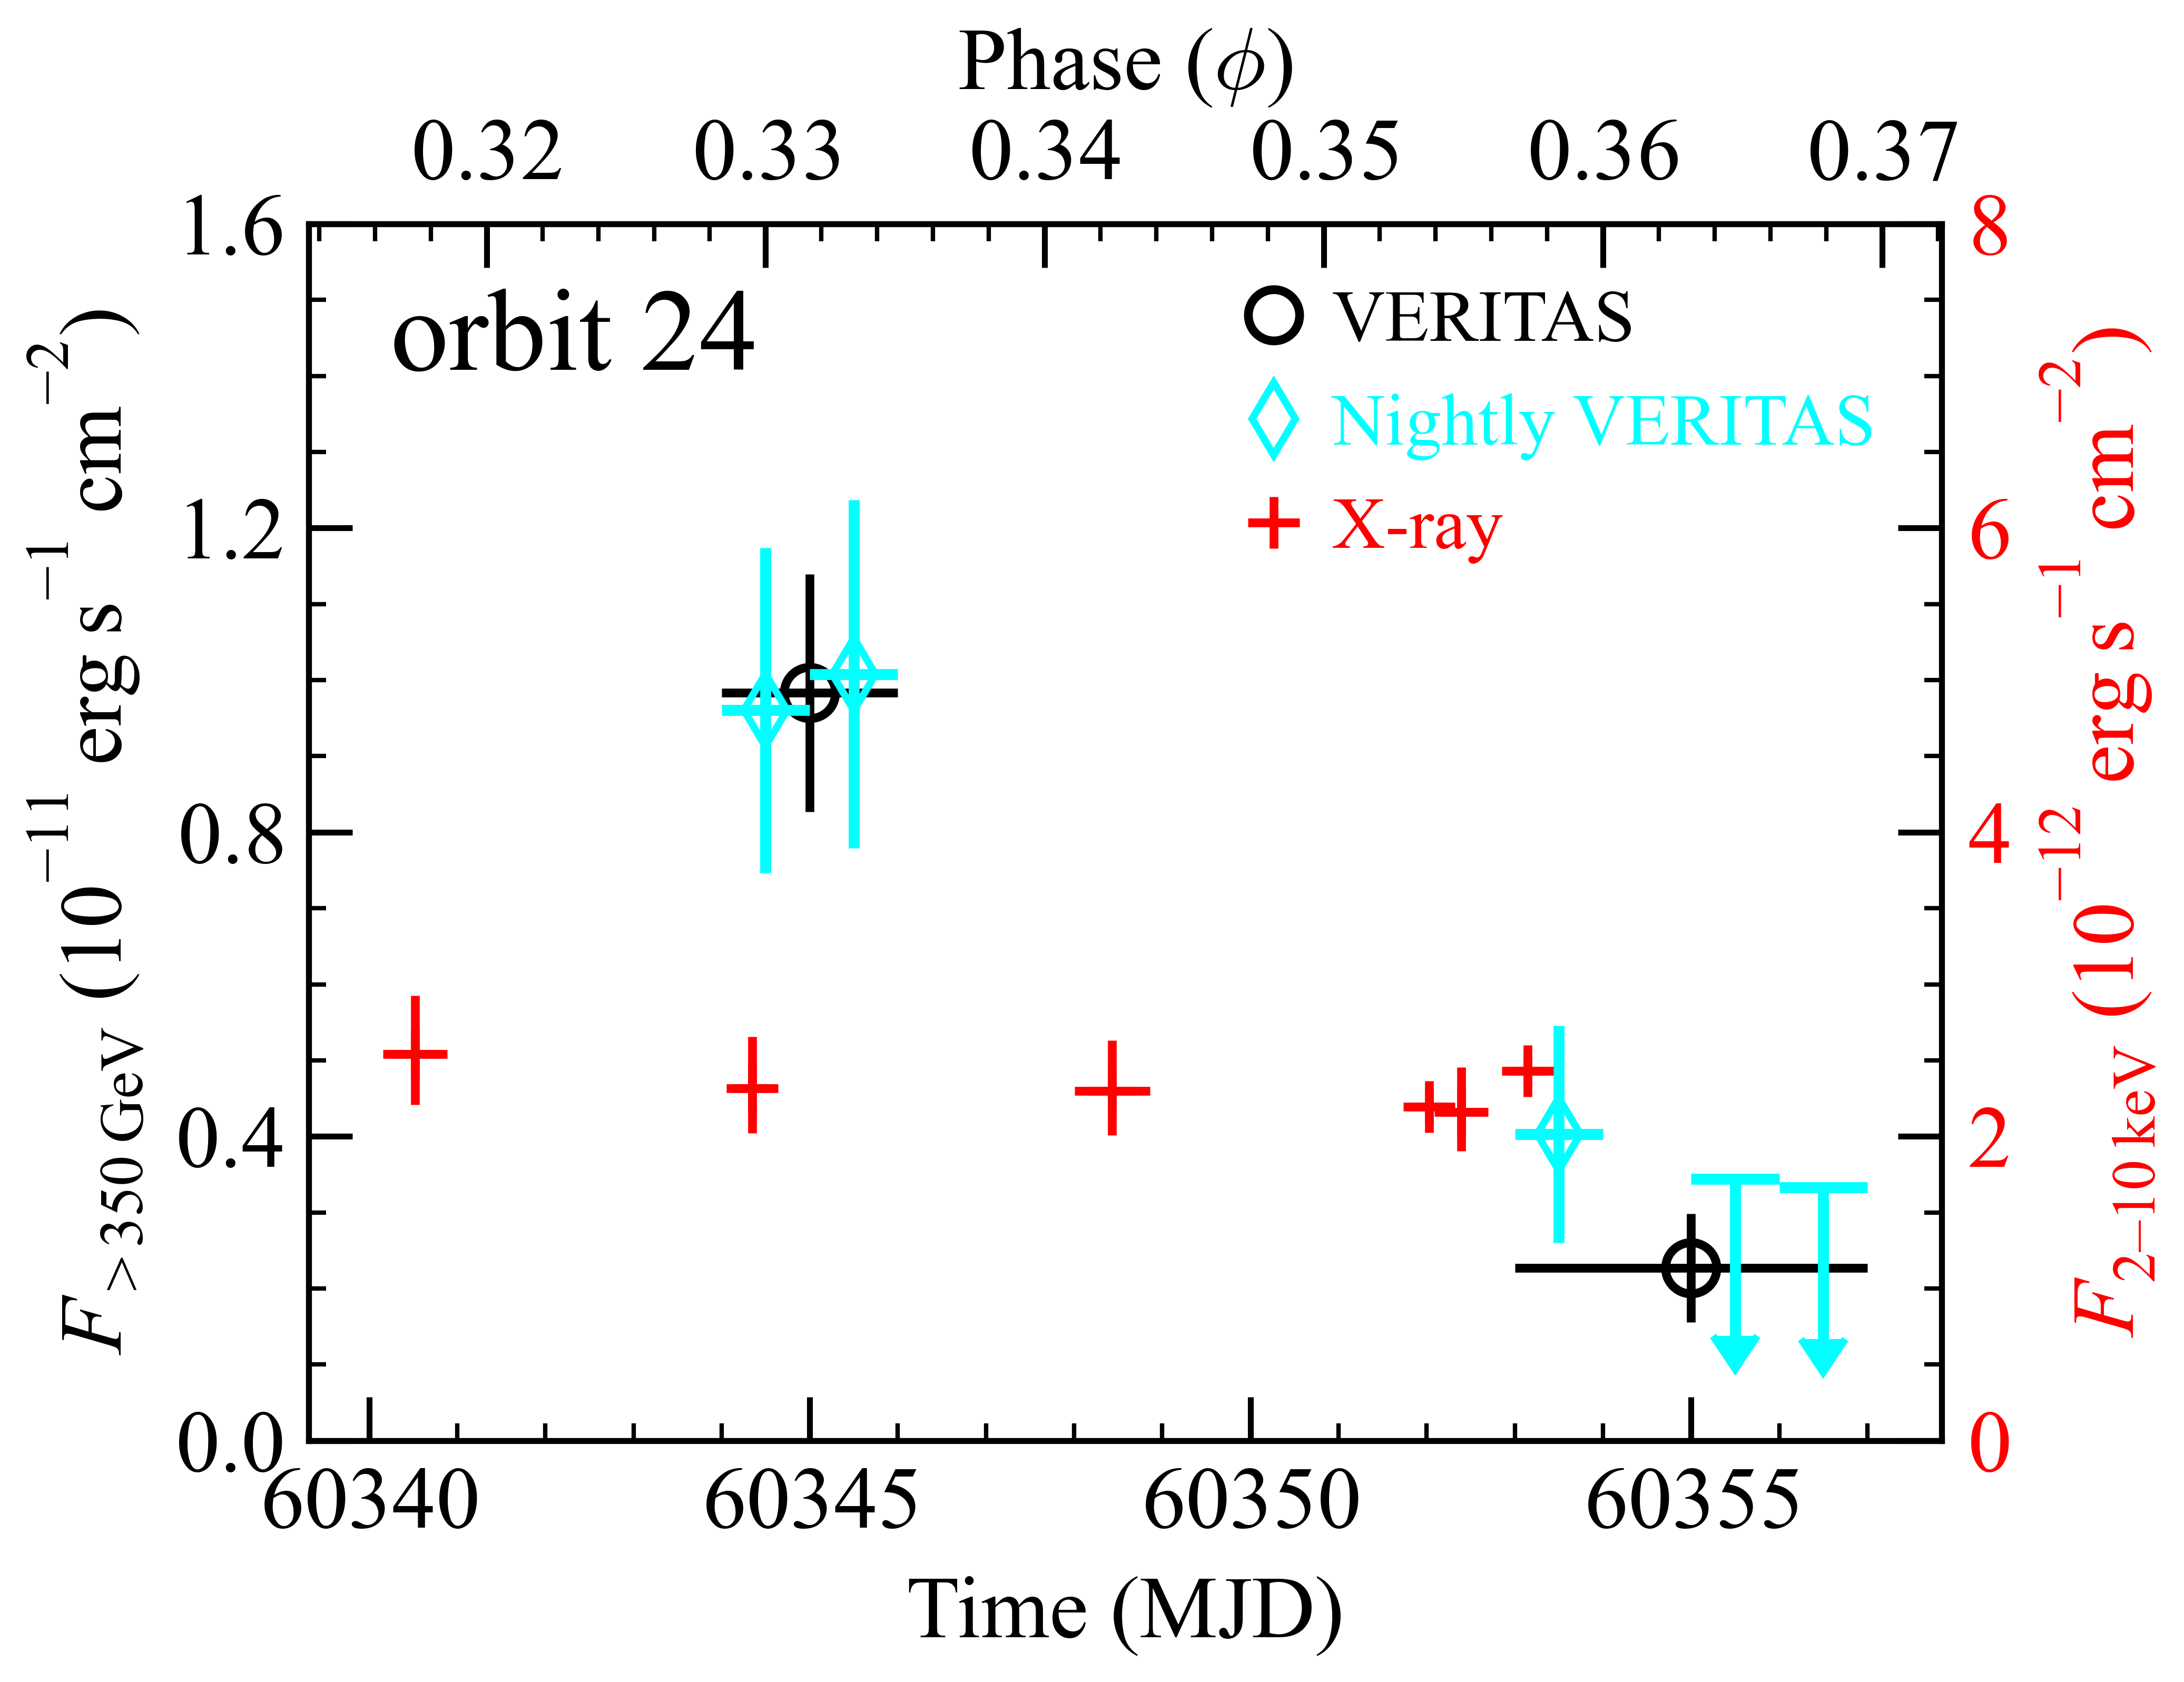 Phase (ϕ)
0.32 0.33 0.34 0.35 0.36 0.37
1.6 8
orbit 24
VERITAS
Nightly VERITAS
X-ray
1.2 6
0.8 4
0.4 2
0.0 0
F>350 GeV (10−11 erg s−1 cm−2)
F2−10 keV (10−12 erg s−1 cm−2)
60340 60345 60350 60355
Time (MJD)